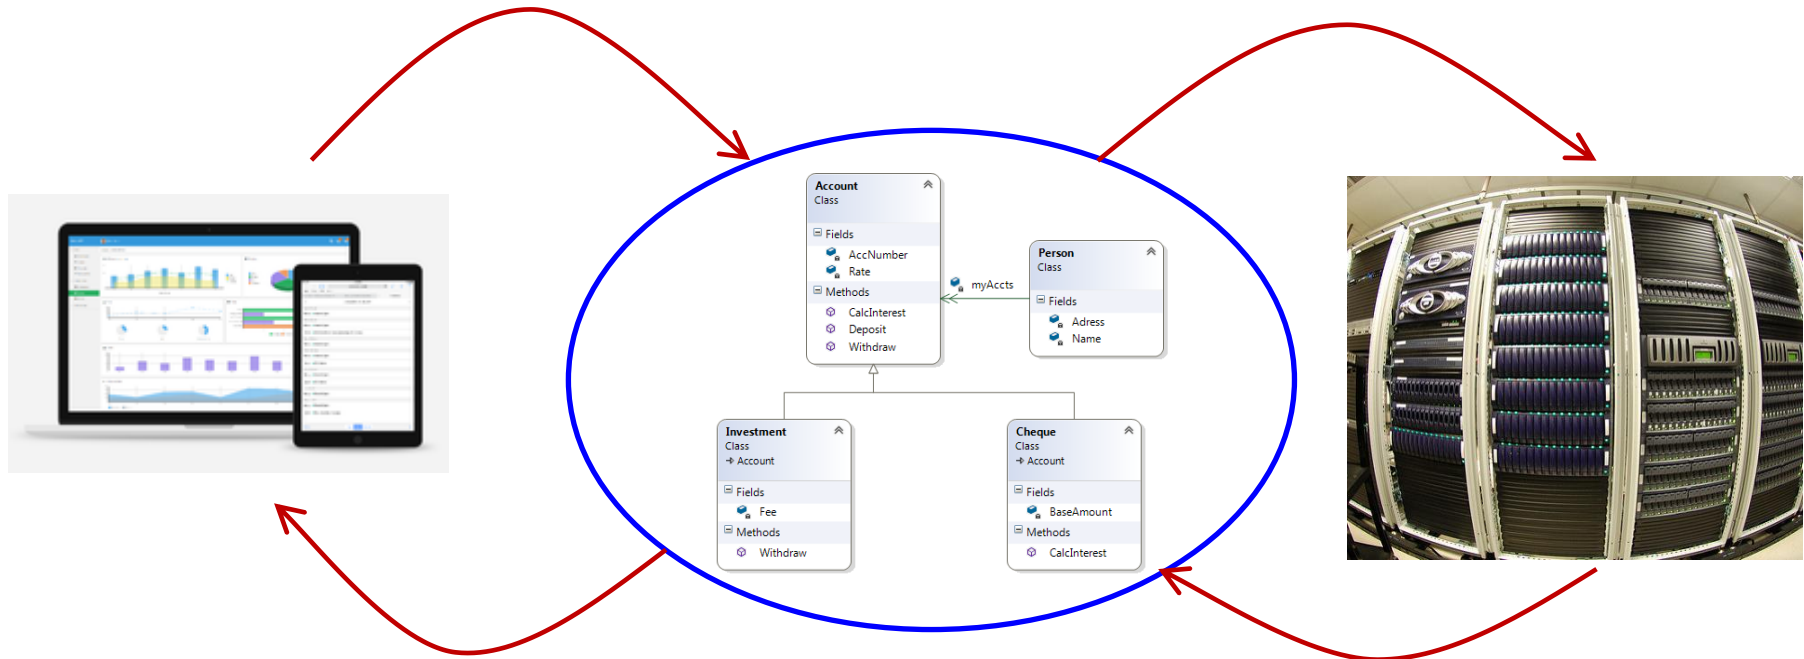 Account
Class
Fields
AccNumber
Rate
Methods
CalcInterest
Deposit
Withdraw
myAccts
Person
Class
Fields
Adress
Name
Investment
Class
Account
Fields
Fee
Methods
Withdraw
Cheque
Class
Account
Fields
BaseAmount
Methods
CalcInterest